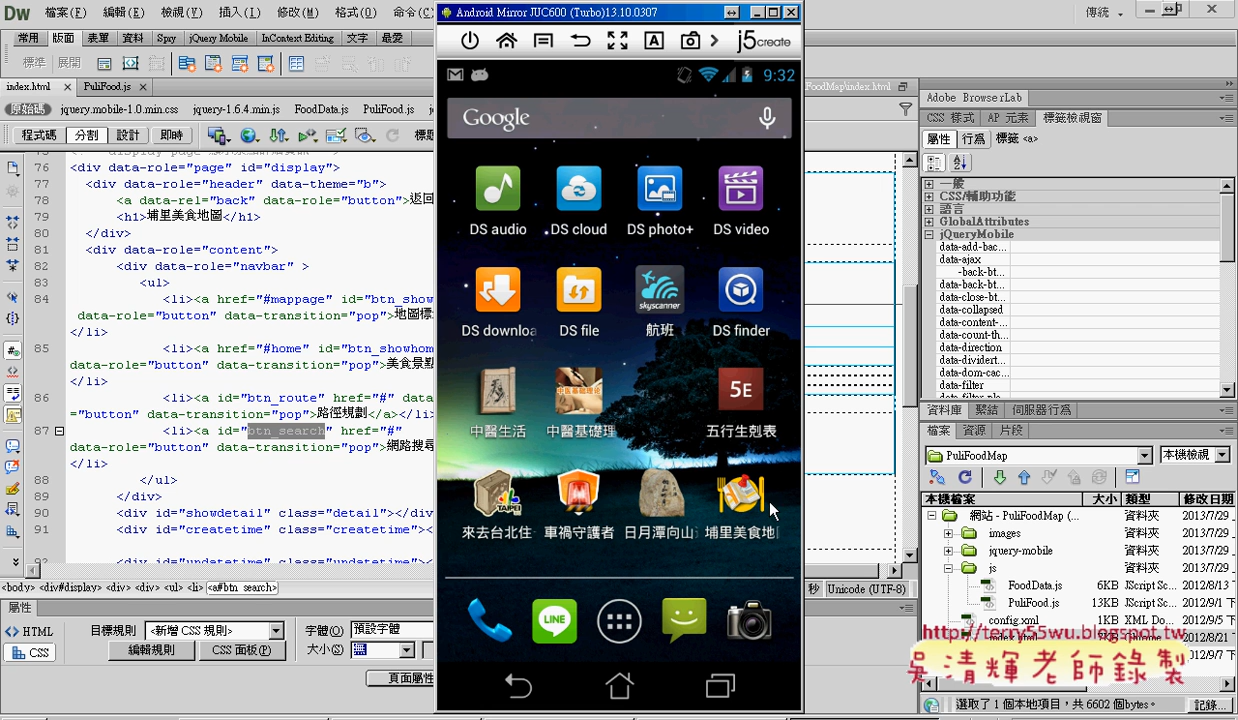 Dw 檔案(F) 編輯(E) 檢視(V) 插入(I) 修改(M) 格式(O) 命令(C) 傳統
常用 版面 表單 資料 Spry jQuery Mobile InContext Editing 文字 我的最愛
標準 展開
index.html PuliFood.js FoodMap\index.html
原始碼 jquery.mobile-1.0.min.css jquery-1.6.4.min.js FoodData.js PuliFood.js
程式碼 分割 設計 即時
76 <div data-role="page" id="display">
77 <div data-role="header" data-theme="b">
78 <a data-rel="back" data-role="button">返回
79 <h1>埔里美食地圖</h1>
80 </div>
81 <div data-role="content">
82 <div data-role="navbar" >
83 <ul>
84 <li><a href="#mappage" id="btn_show
data-role="button" data-transition="pop">地圖標
</li>
85 <li><a href="#home" id="btn_showhom
data-role="button" data-transition="pop">美食景點
</li>
86 <li><a id="btn_route" href="#" data
="button" data-transition="pop">路徑規劃</a></li>
87 <li><a id="btn_search" href="#"
data-role="button" data-transition="pop">網路搜尋
</li>
88 </ul>
89 </div>
90 <div id="showdetail" class="detail"></di
91 <div id="createtime" class="createtime"><
<body> <div#display> <div> <div> <ul> <li> <a#btn_search>
秒 Unicode (UTF-8)
屬性
<> HTML 目標規則 <新增 CSS 規則> 字體(O) 預設字體
CSS 編輯規則 CSS 面板(P) 大小(S) 無
頁面屬性
Android Mirror JUC600 (Turbo)13.10.0307
j5create
9:32
Google
DS audio DS cloud DS photo+ DS video
DS downloa DS file 航班 DS finder
skyscanner
5E
中醫生活 中醫基礎理 五行生剋表
TAIPEI
來去台北住 車禍守護者 日月潭向山 埔里美食地
LINE
Adobe BrowserLab
CSS 樣式 AP 元素 標籤檢視窗
屬性 行為 標籤 <a>
一般
CSS/輔助功能
語言
GlobalAttributes
jQueryMobile
data-add-bac...
data-ajax
-back-bt...
data-back-bt...
data-close-bt...
data-collapsed
data-content-...
data-count-th...
data-direction
data-dividert...
data-dom-cac...
data-filter
資料庫 繫結 伺服器行為
檔案 資源 片段
PuliFoodMap 本機檢視
本機檔案 大小 類型 修改日期
網站 - PuliFoodMap (... 資料夾 2013/7/29
images 資料夾 2013/7/29
jquery-mobile 資料夾 2013/7/29
js 資料夾 2013/7/29
FoodData.js 6KB JScript Sc... 2012/8/13
PuliFood.js 13KB JScript Sc... 2012/9/1 下
config.xml 1KB XML Do... 2012/9/5 下
http://terry55wu.blogspot.tw
吳清輝老師錄製
選取了 1 個本地項目，共 6602 個bytes。 記錄...